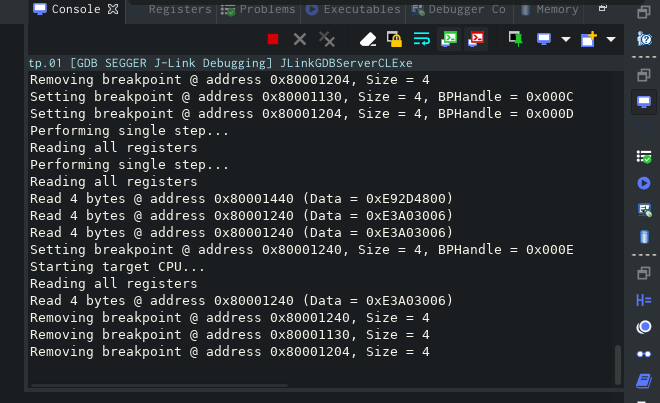 Console Registers Problems Executables Debugger Co Memory
tp.01 [GDB SEGGER J-Link Debugging] JLinkGDBServerCLExe
Removing breakpoint @ address 0x80001204, Size = 4
Setting breakpoint @ address 0x80001130, Size = 4, BPHandle = 0x000C
Setting breakpoint @ address 0x80001204, Size = 4, BPHandle = 0x000D
Performing single step...
Reading all registers
Performing single step...
Reading all registers
Read 4 bytes @ address 0x80001440 (Data = 0xE92D4800)
Read 4 bytes @ address 0x80001240 (Data = 0xE3A03006)
Read 4 bytes @ address 0x80001240 (Data = 0xE3A03006)
Setting breakpoint @ address 0x80001240, Size = 4, BPHandle = 0x000E
Starting target CPU...
Reading all registers
Read 4 bytes @ address 0x80001240 (Data = 0xE3A03006)
Removing breakpoint @ address 0x80001240, Size = 4
Removing breakpoint @ address 0x80001130, Size = 4
Removing breakpoint @ address 0x80001204, Size = 4